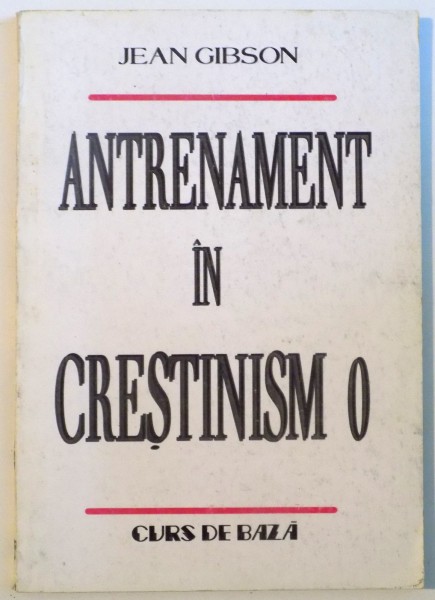 JEAN GIBSON
ANTRENAMENT
ÎN
CREȘTINISM 0
CURS DE BAZĂ